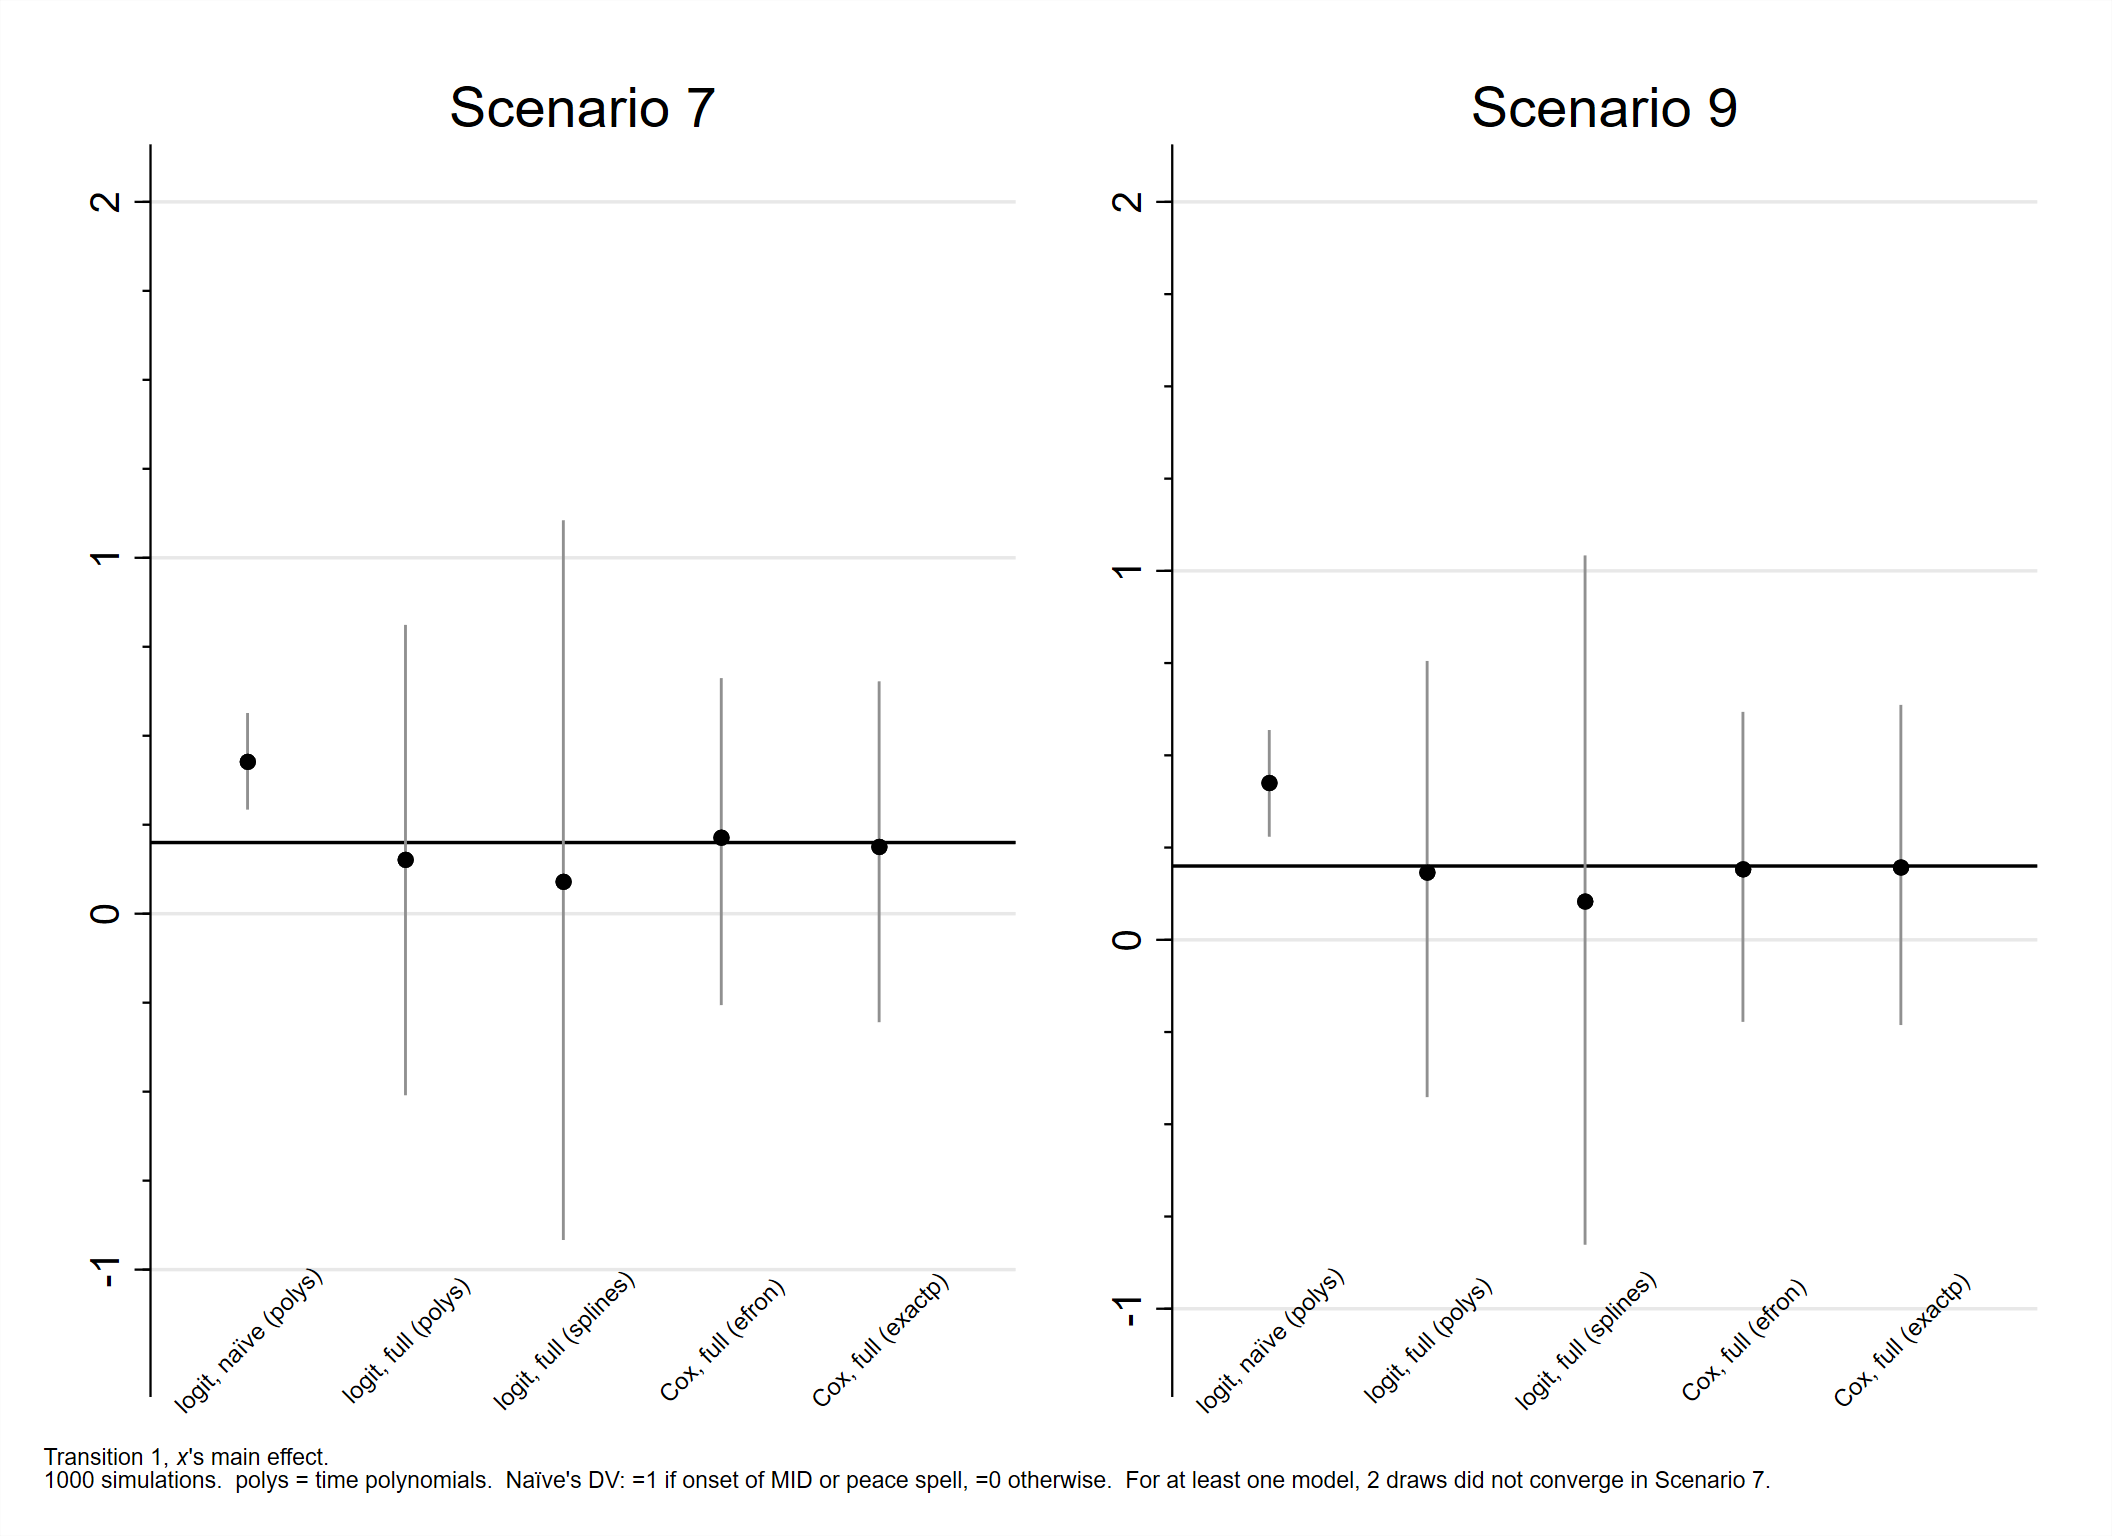 Scenario 7
2
1
0
-1
logit, naïve (polys)
logit, full (polys)
logit, full (splines)
Cox, full (efron)
Cox, full (exactp)
Scenario 9
2
1
0
-1
logit, naïve (polys)
logit, full (polys)
logit, full (splines)
Cox, full (efron)
Cox, full (exactp)
Transition 1, x's main effect.
1000 simulations.  polys = time polynomials.  Naïve's DV: =1 if onset of MID or peace spell, =0 otherwise.  For at least one model, 2 draws did not converge in Scenario 7.